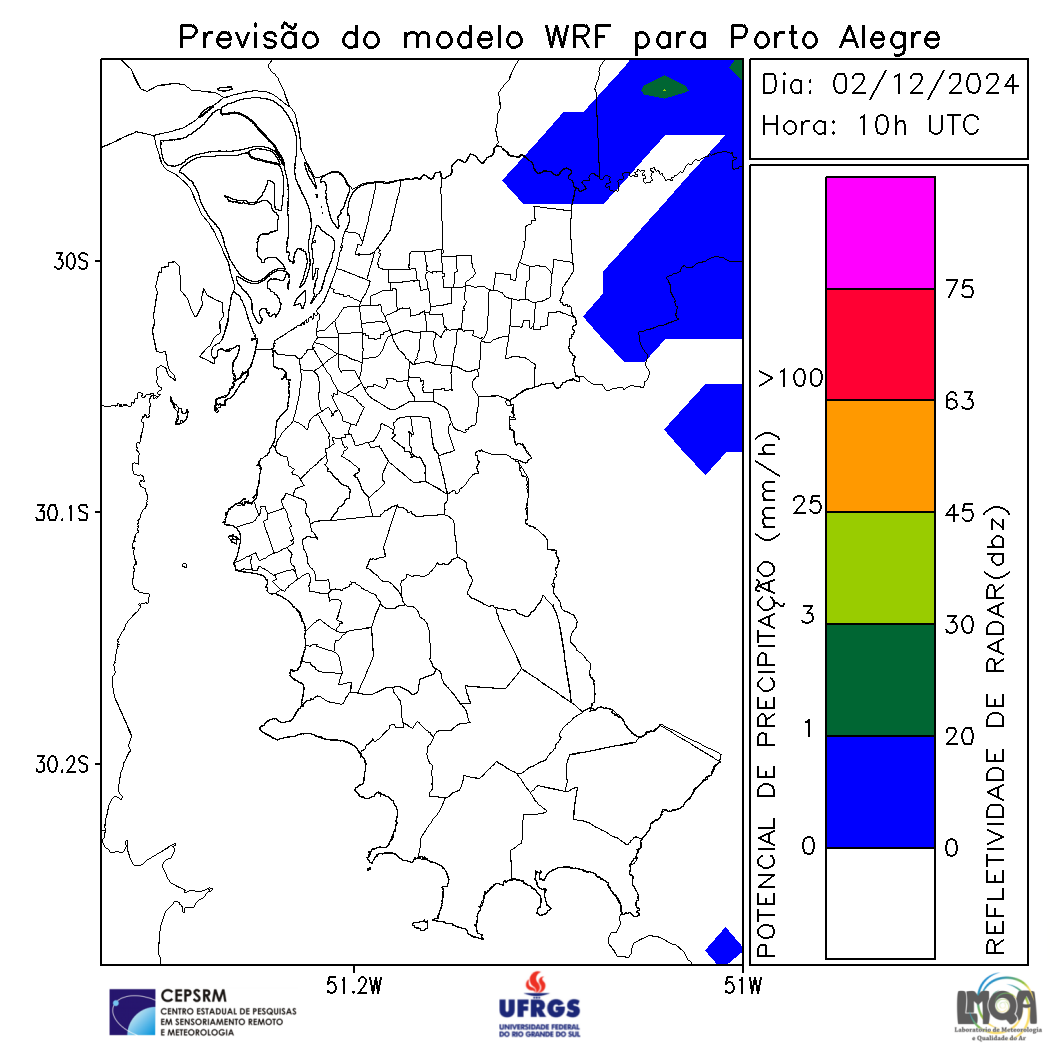 Previsão do modelo WRF para Porto Alegre
Dia: 02/12/2024
Hora: 10h UTC
30S
30.1S
30.2S
51.2W
51W
POTENCIAL DE PRECIPITAÇÃO (mm/h)
>100
25
3
1
0
75
63
45
30
20
0
REFLETIVIDADE DE RADAR(dbz)
CEPSRM
CENTRO ESTADUAL DE PESQUISAS
EM SENSORIAMENTO REMOTO
E METEOROLOGIA
UFRGS
UNIVERSIDADE FEDERAL
DO RIO GRANDE DO SUL
LMQA
Laboratório de Meteorologia
e Qualidade do Ar